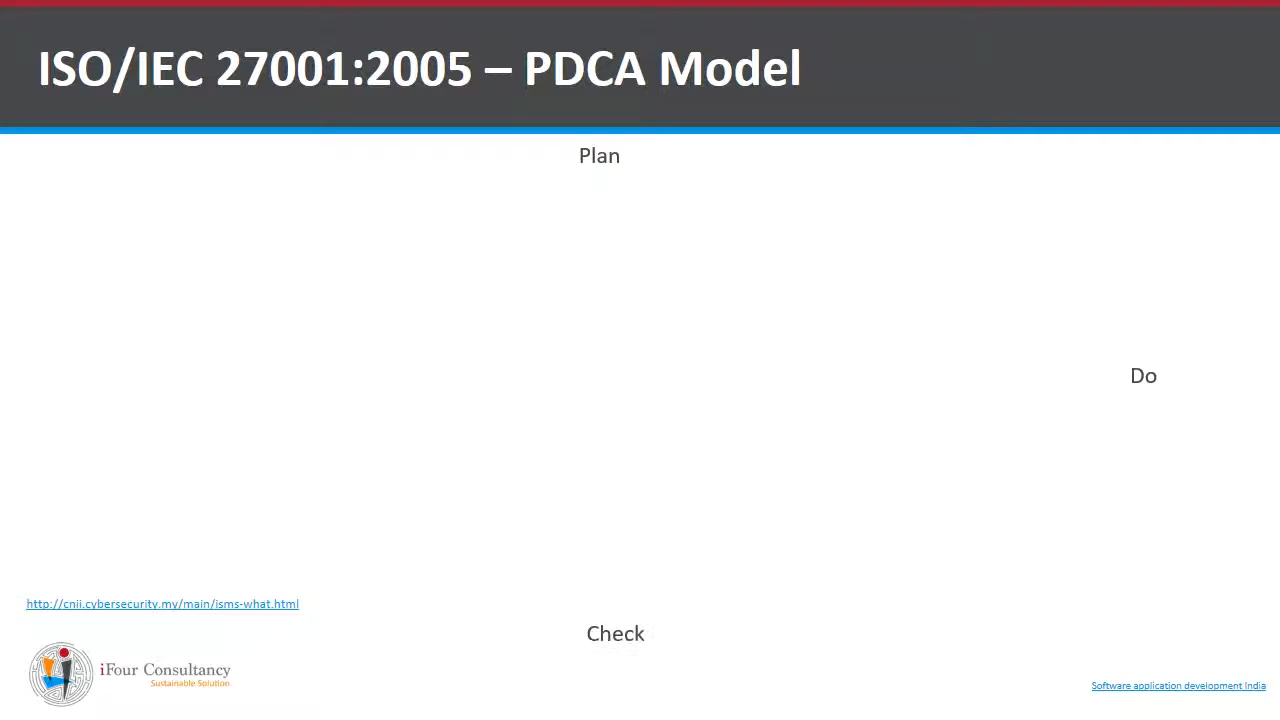 ISO/IEC 27001:2005 – PDCA Model
Plan
Do
http://cnii.cybersecurity.my/main/isms-what.html
Check
iFour Consultancy
Sustainable Solution
Software application development India